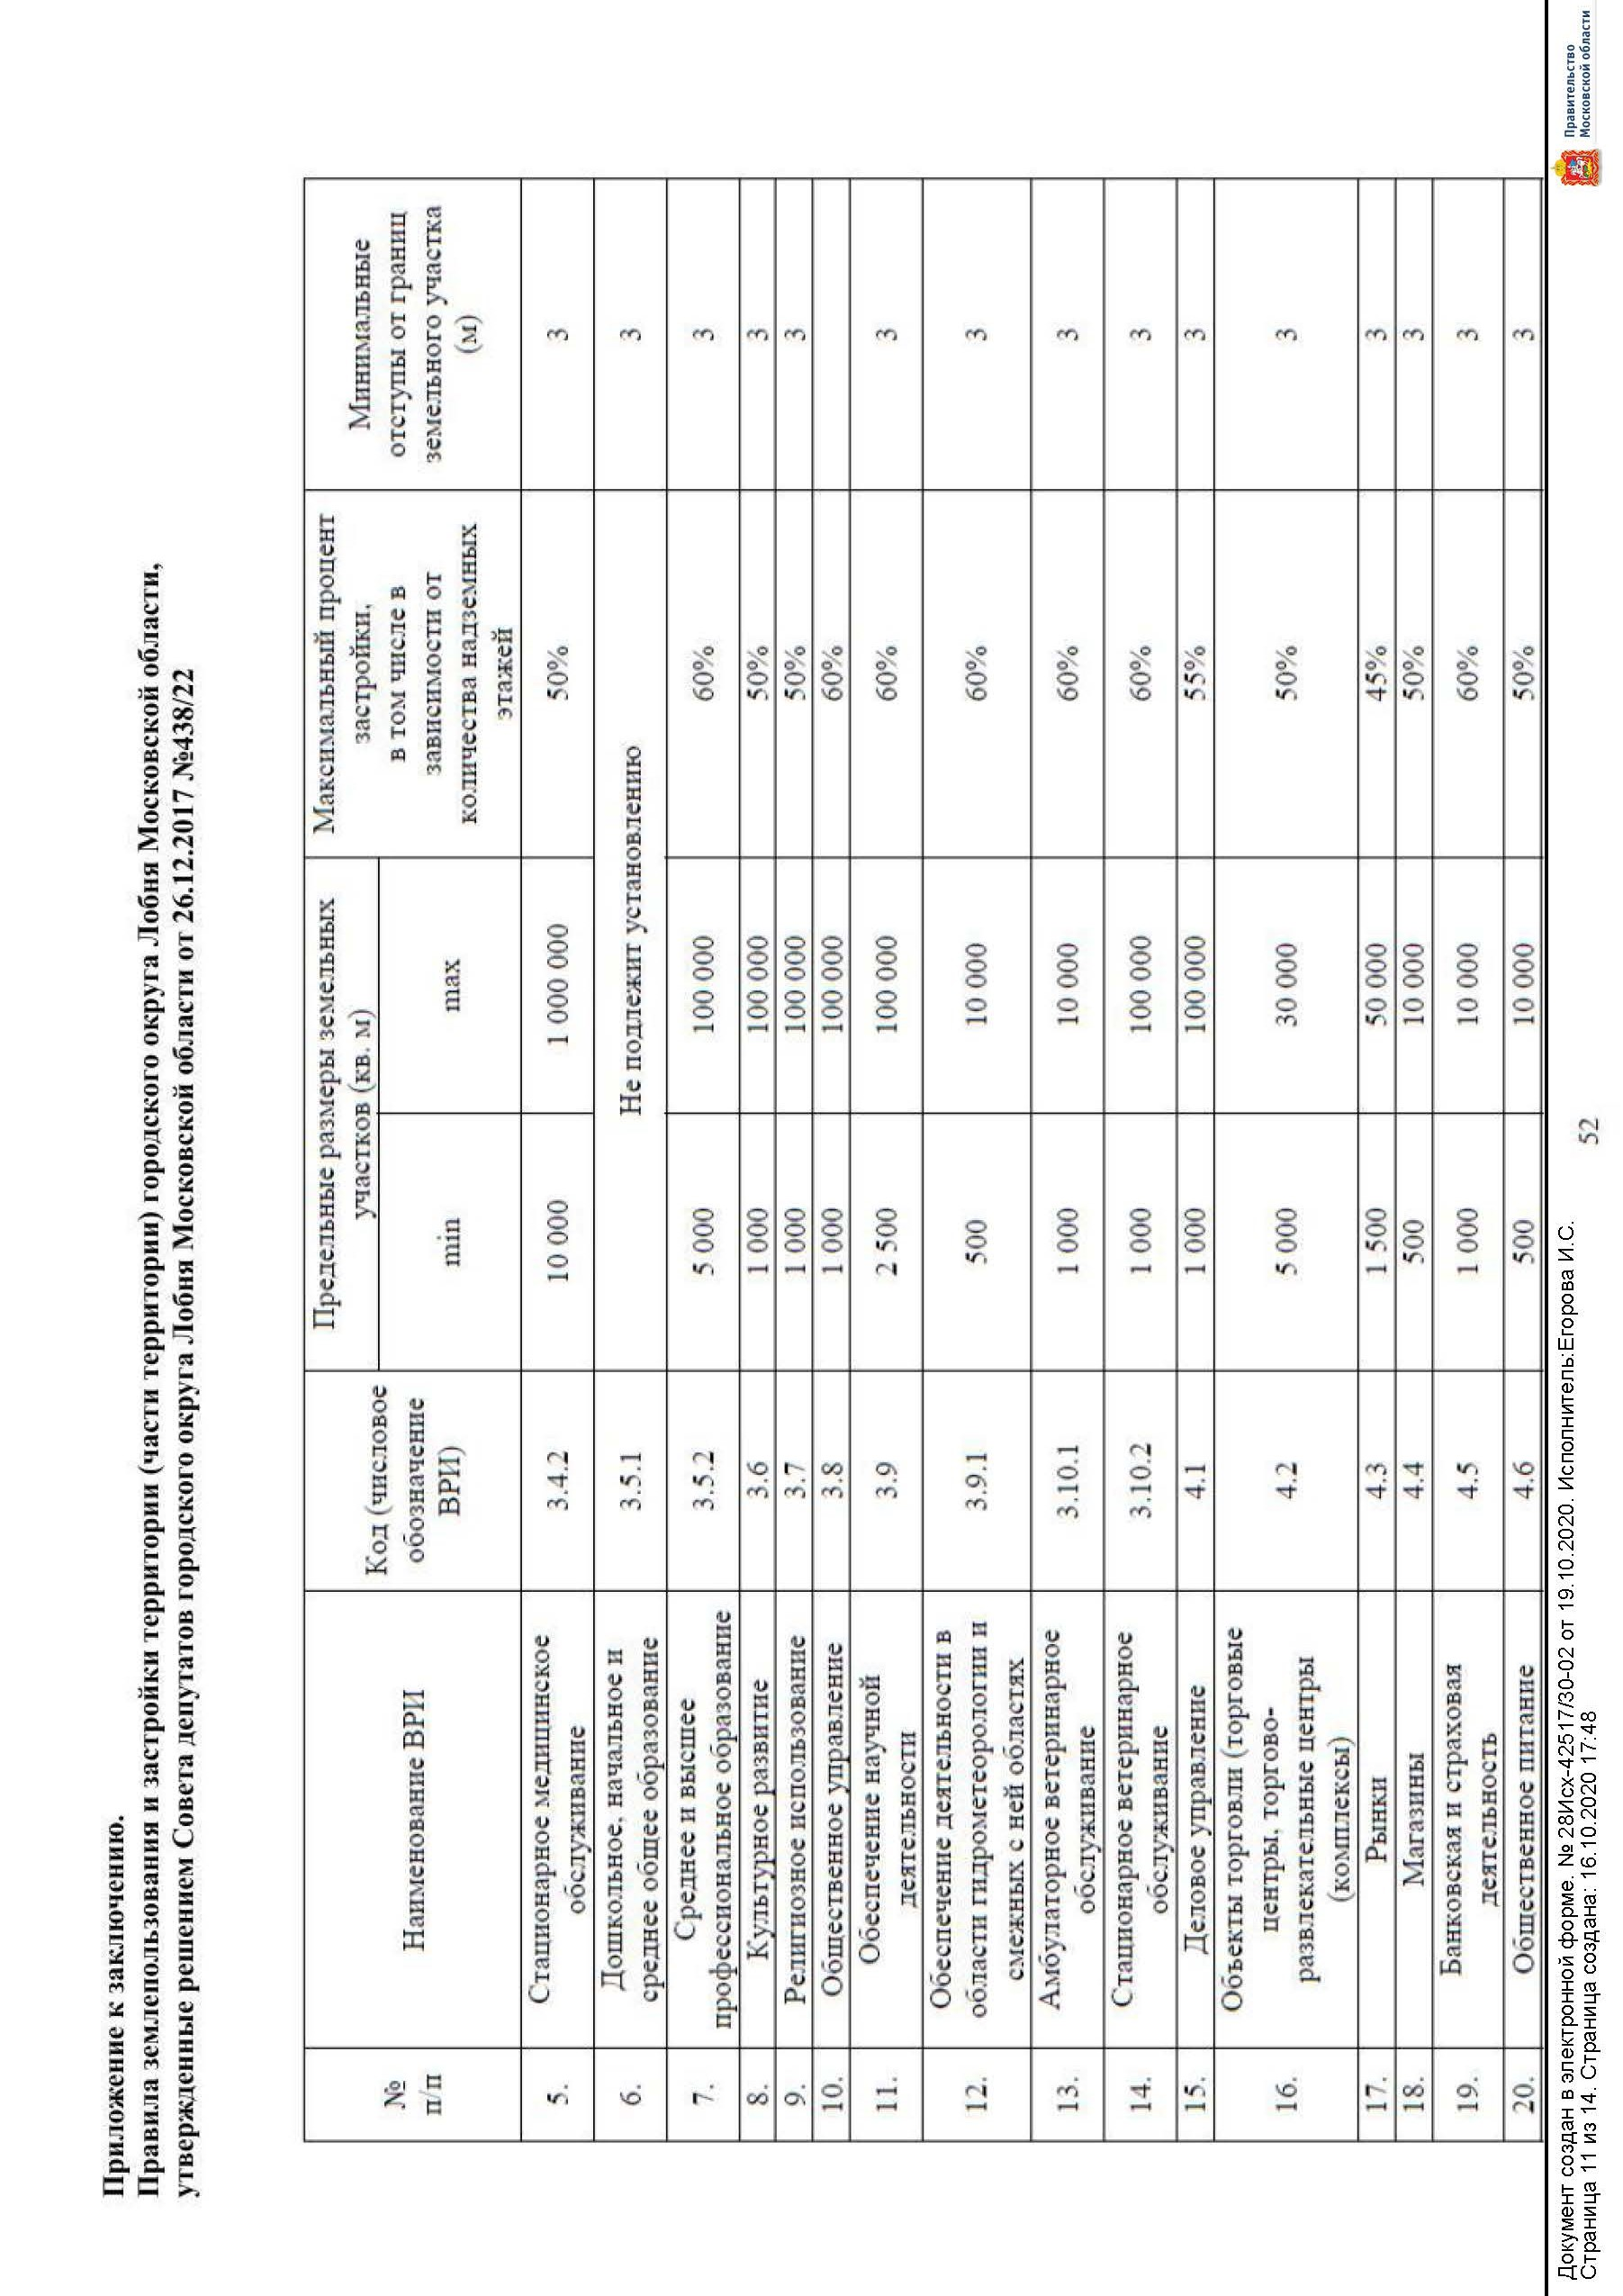 Приложение к заключению.
Правила землепользования и застройки территории (части территории) городского округа Лобня Московской области,
утвержденные решением Совета депутатов городского округа Лобня Московской области от 26.12.2017 №438/22
№
п/п
Наименование ВРИ
Код (числовое
обозначение
ВРИ)
Предельные размеры земельных
участков (кв. м)
min
max
Максимальный процент
застройки,
в том числе в
зависимости от
количества надземных
этажей
Минимальные
отступы от границ
земельного участка
(м)
5.
Стационарное медицинское
обслуживание
3.4.2
10 000
1 000 000
50%
3
6.
Дошкольное, начальное и
среднее общее образование
3.5.1
Не подлежит установлению
3
7.
Среднее и высшее
профессиональное образование
3.5.2
5 000
100 000
60%
3
8.
Культурное развитие
3.6
1 000
100 000
50%
3
9.
Религиозное использование
3.7
1 000
100 000
50%
3
10.
Общественное управление
3.8
1 000
100 000
60%
11.
Обеспечение научной
деятельности
3.9
2 500
100 000
60%
3
12.
Обеспечение деятельности в
области гидрометеорологии и
смежных с ней областях
3.9.1
500
10 000
60%
3
13.
Амбулаторное ветеринарное
обслуживание
3.10.1
1 000
10 000
60%
3
14.
Стационарное ветеринарное
обслуживание
3.10.2
1 000
100 000
60%
3
15.
Деловое управление
4.1
1 000
100 000
55%
3
16.
Объекты торговли (торговые
центры, торгово-
развлекательные центры
(комплексы)
4.2
5 000
30 000
50%
3
17.
Рынки
4.3
1 500
50 000
45%
3
18.
Магазины
4.4
500
10 000
50%
3
19.
Банковская и страховая
деятельность
4.5
1 000
10 000
60%
3
20.
Общественное питание
4.6
500
10 000
50%
3
Документ создан в электронной форме. № 28Исх-42517/30-02 от 19.10.2020. Исполнитель:Егорова И.С.
Страница 11 из 14. Страница создана: 16.10.2020 17:48
52
Правительство
Московской области